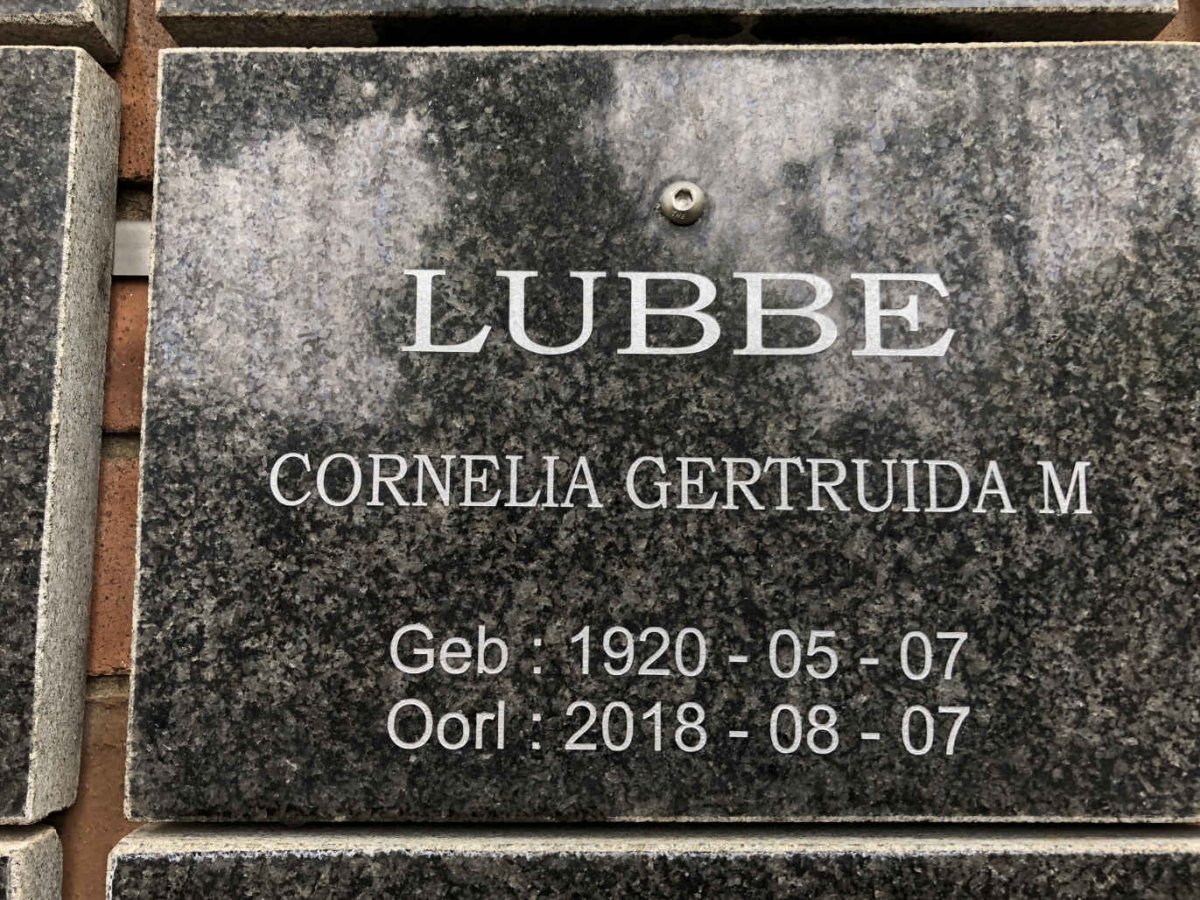 LUBBE
CORNELIA GERTRUIDA M
Geb : 1920 - 05 - 07
Oorl : 2018 - 08 - 07